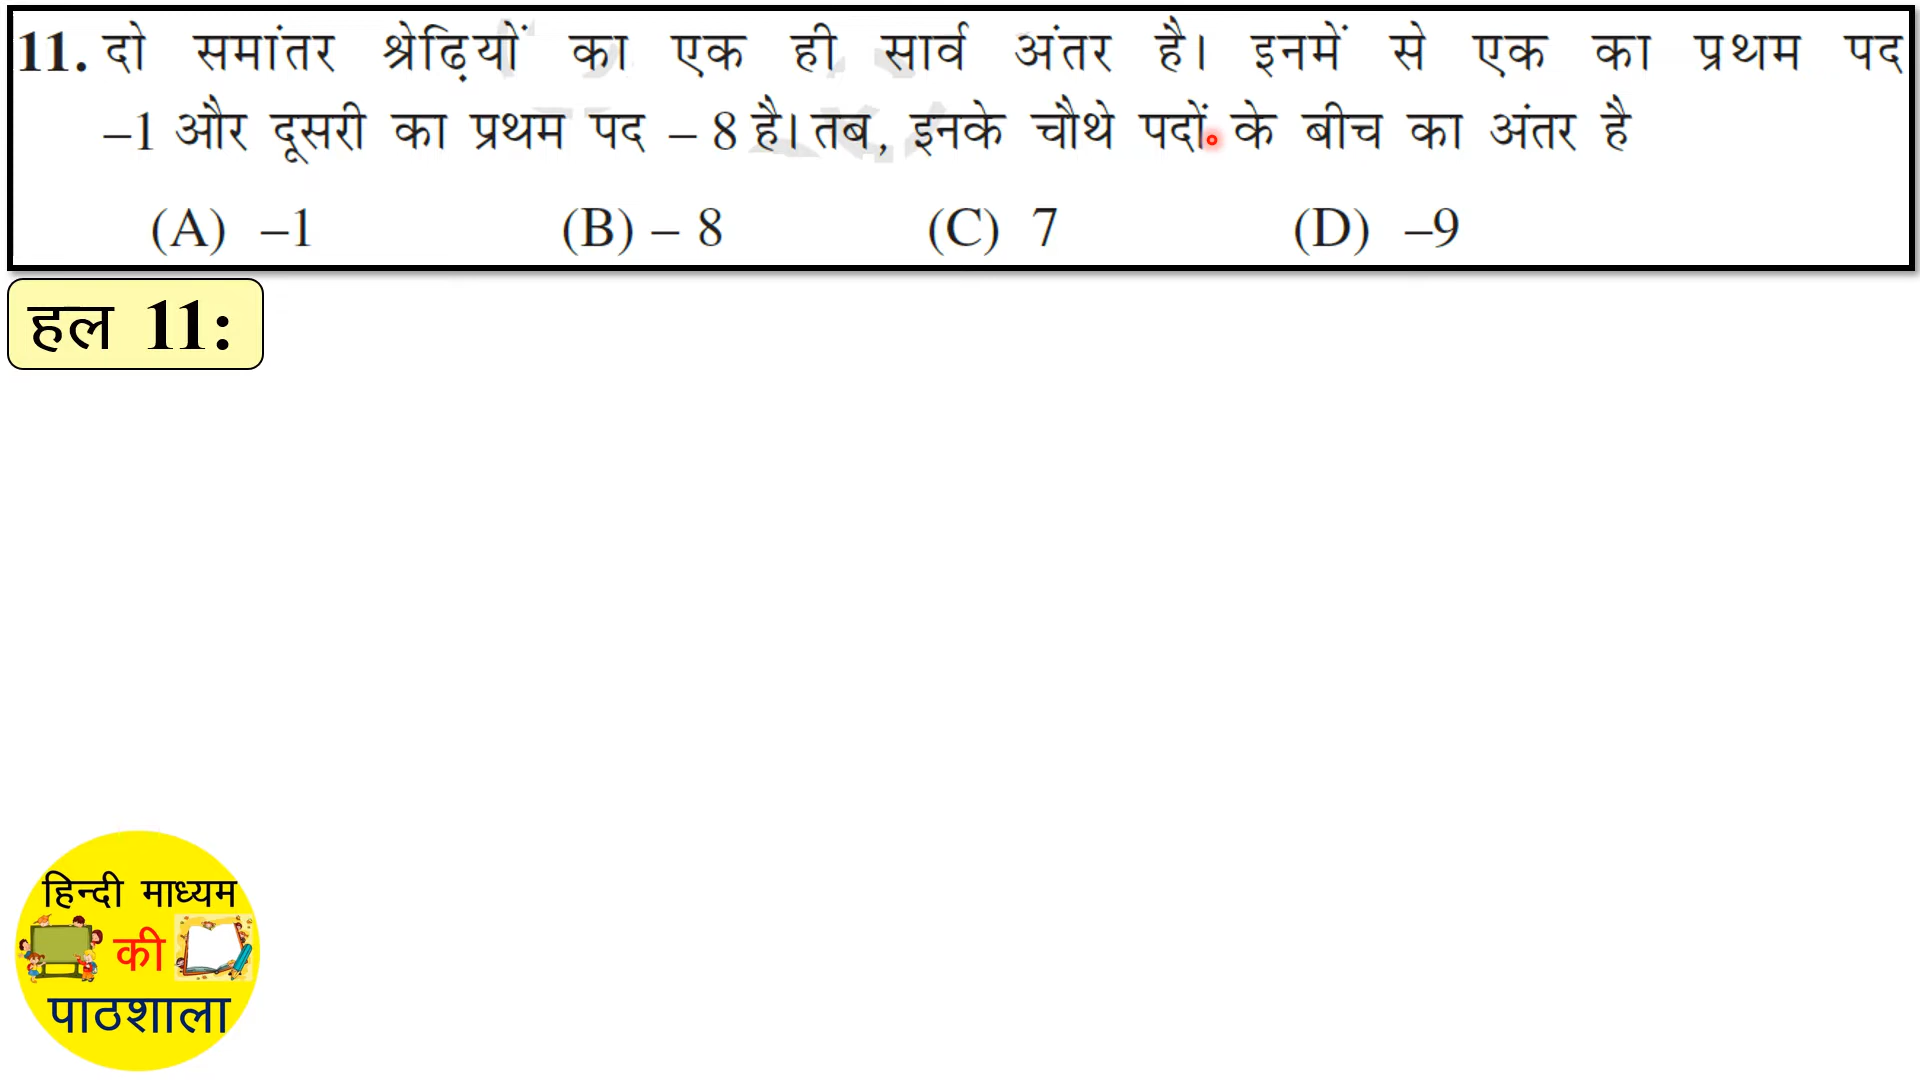 11. दो समांतर श्रेढ़ियों का एक ही सार्व अंतर है। इनमें से एक का प्रथम पद
–1 और दूसरी का प्रथम पद – 8 है। तब, इनके चौथे पदों के बीच का अंतर है
(A) –1 (B) – 8 (C) 7 (D) –9
हल 11:
हिन्दी माध्यम
की
पाठशाला